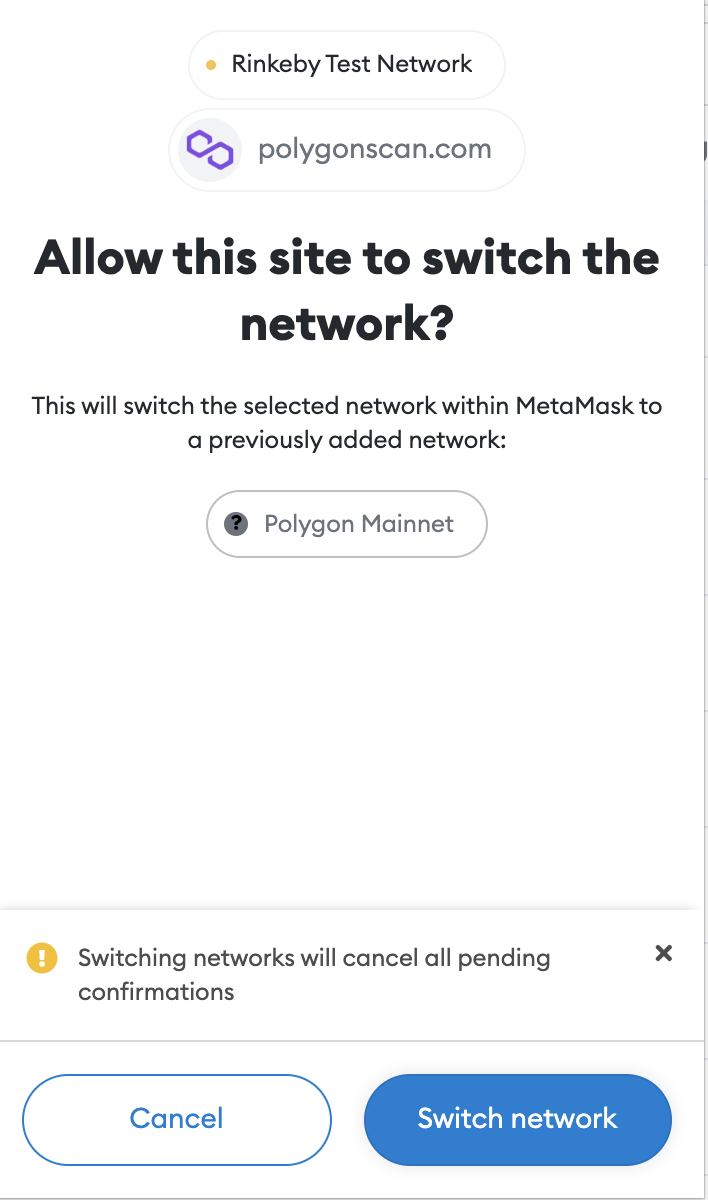 Rinkeby Test Network
polygonscan.com
Allow this site to switch the
network?
This will switch the selected network within MetaMask to
a previously added network:
? Polygon Mainnet
! Switching networks will cancel all pending
confirmations
Cancel
Switch network